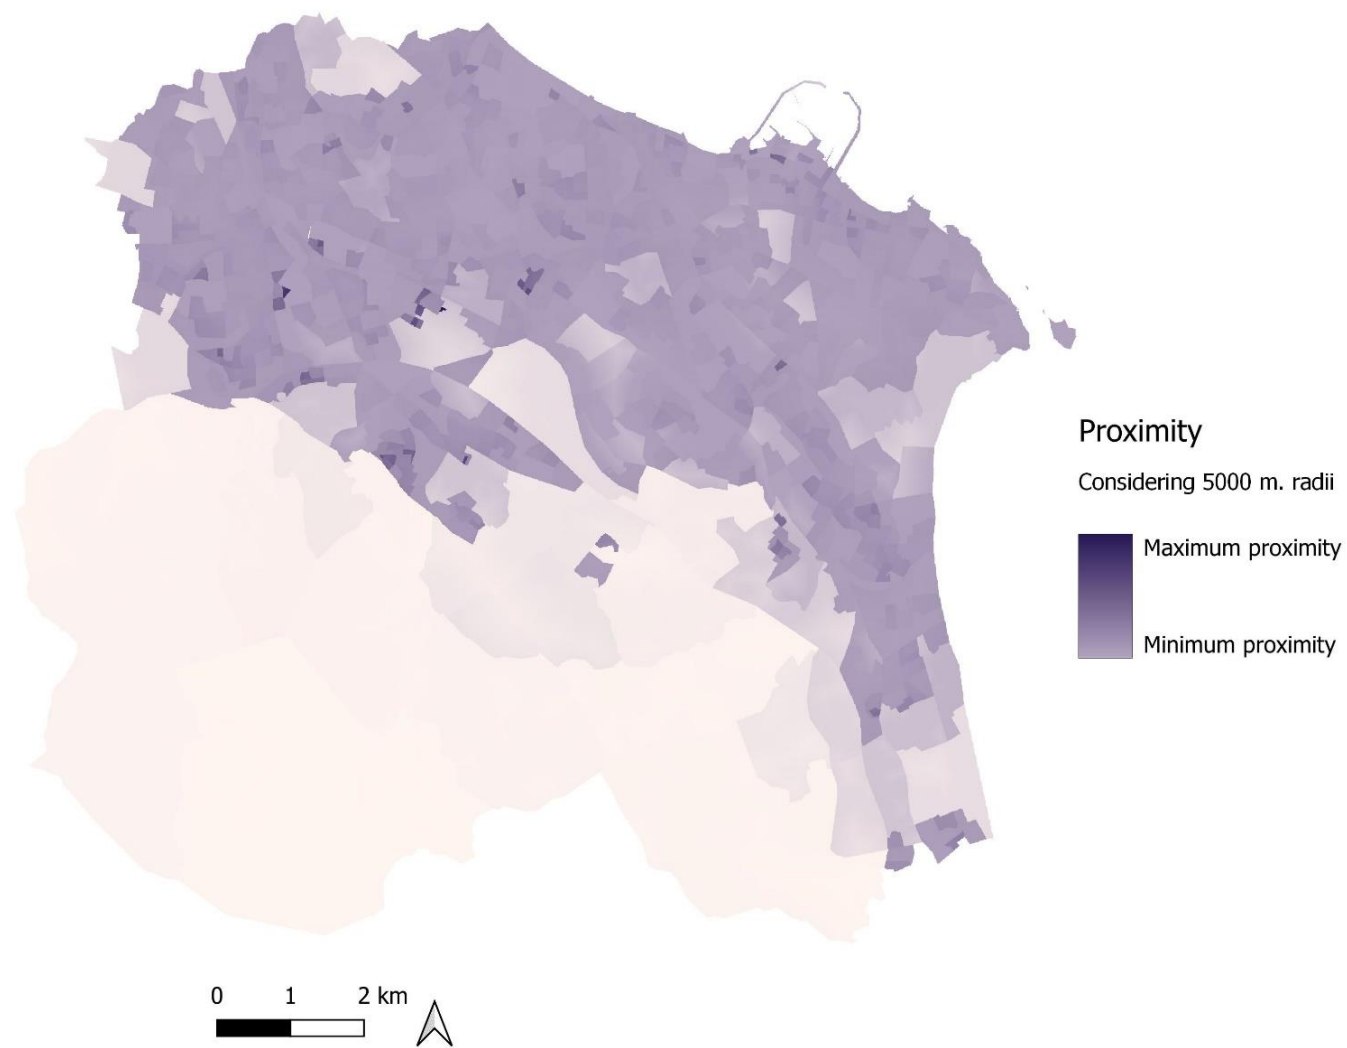 Proximity
Considering 5000 m. radii
Maximum proximity
Minimum proximity
0 1 2 km